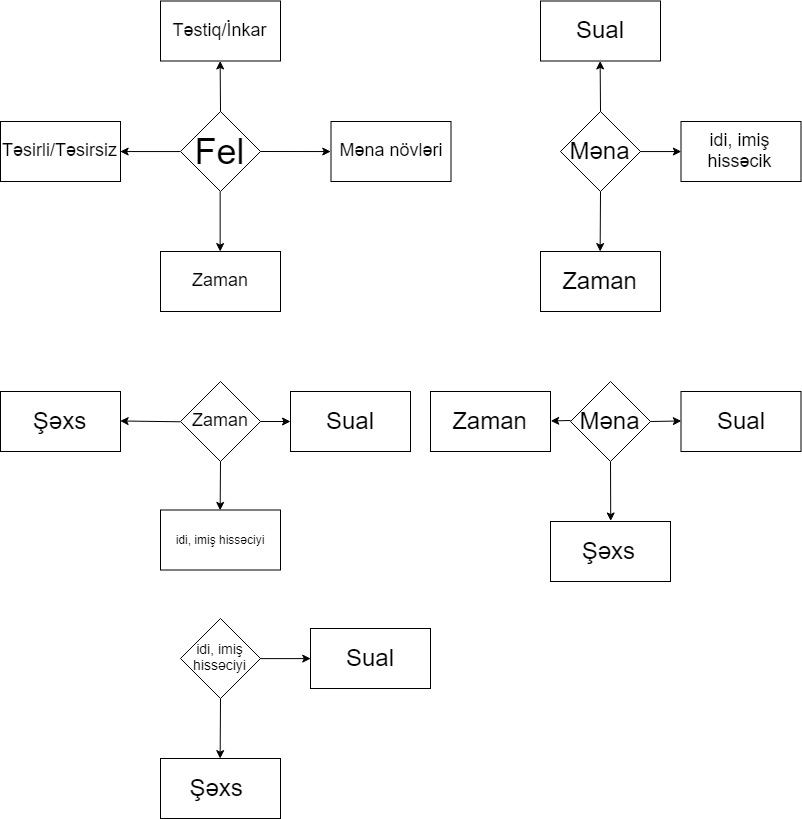 Təstiq/İnkar
Təsirli/Təsirsiz
Fel
Məna növləri
Zaman
Sual
Məna
idi, imiş
hissəcik
Zaman
Şəxs
Zaman
Sual
idi, imiş hissəciyi
Zaman
Məna
Sual
Şəxs
idi, imiş
hissəciyi
Sual
Şəxs